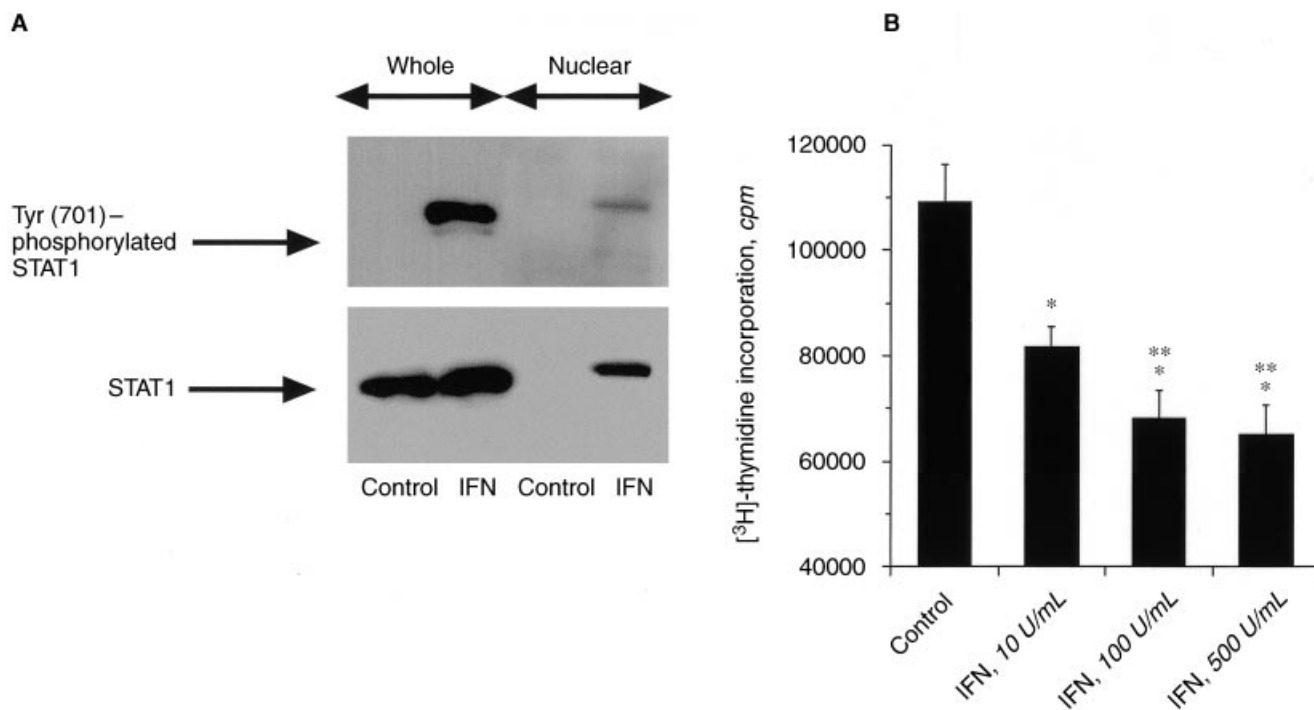 A
Whole Nuclear
Tyr (701) –
phosphorylated
STAT1
STAT1
Control IFN Control IFN
B
[³H]-thymidine incorporation, cpm
120000
100000
80000
60000
40000
*
**
*
**
*
Control
IFN, 10 U/mL
IFN, 100 U/mL
IFN, 500 U/mL